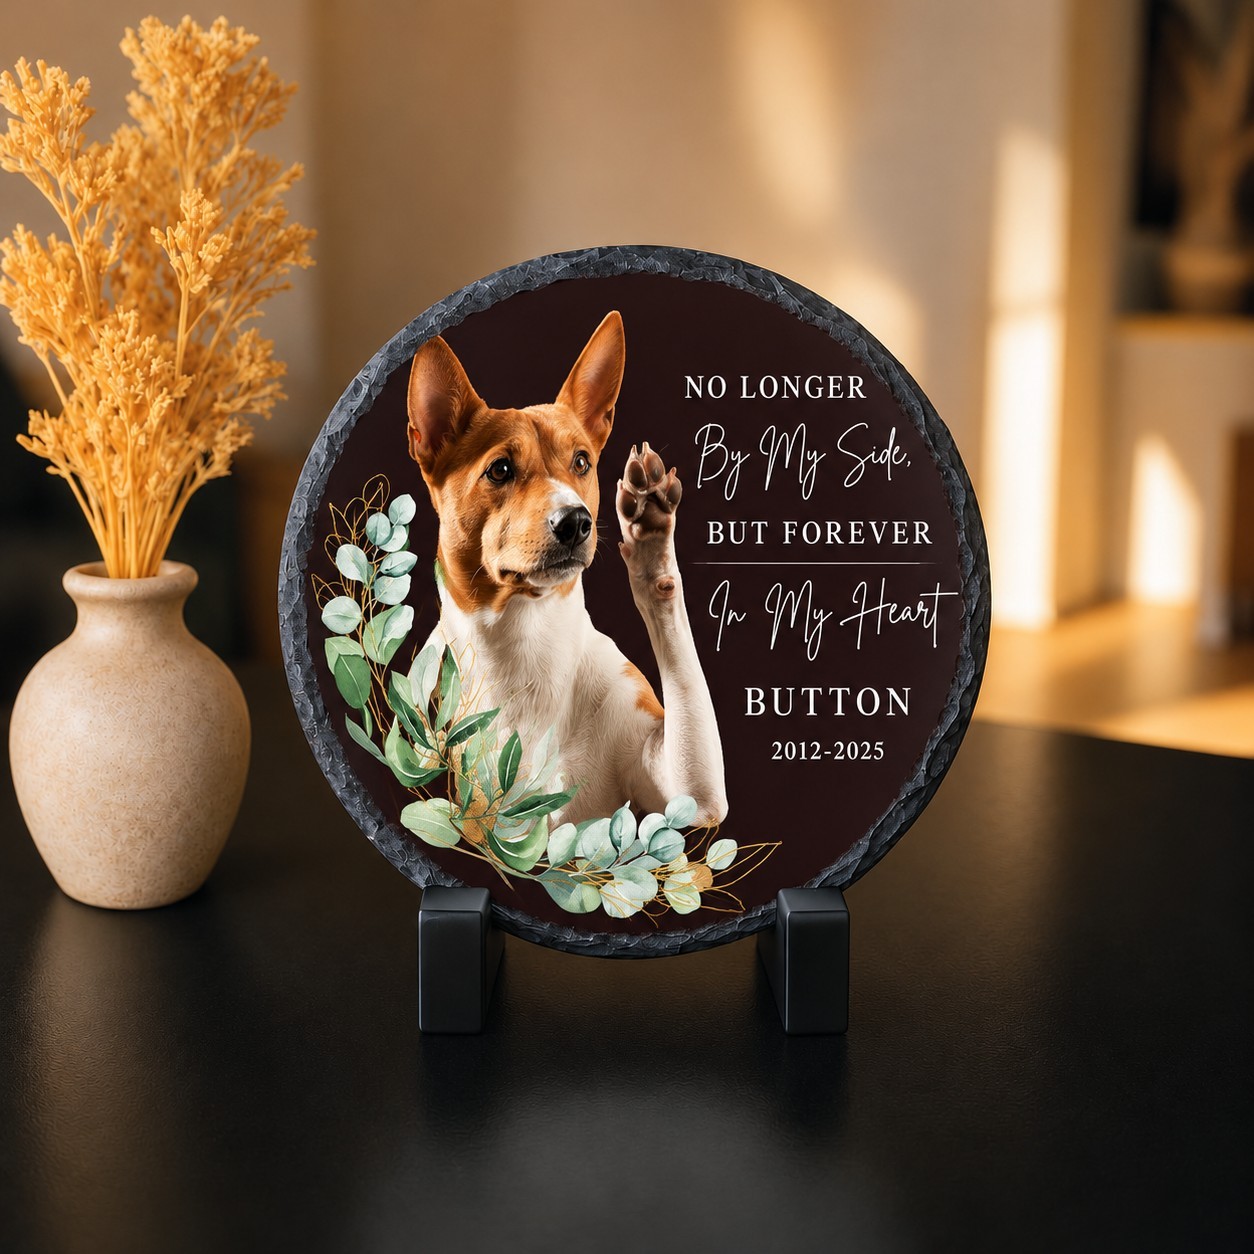 NO LONGER
By My Side,
BUT FOREVER
In My Heart
BUTTON
2012-2025